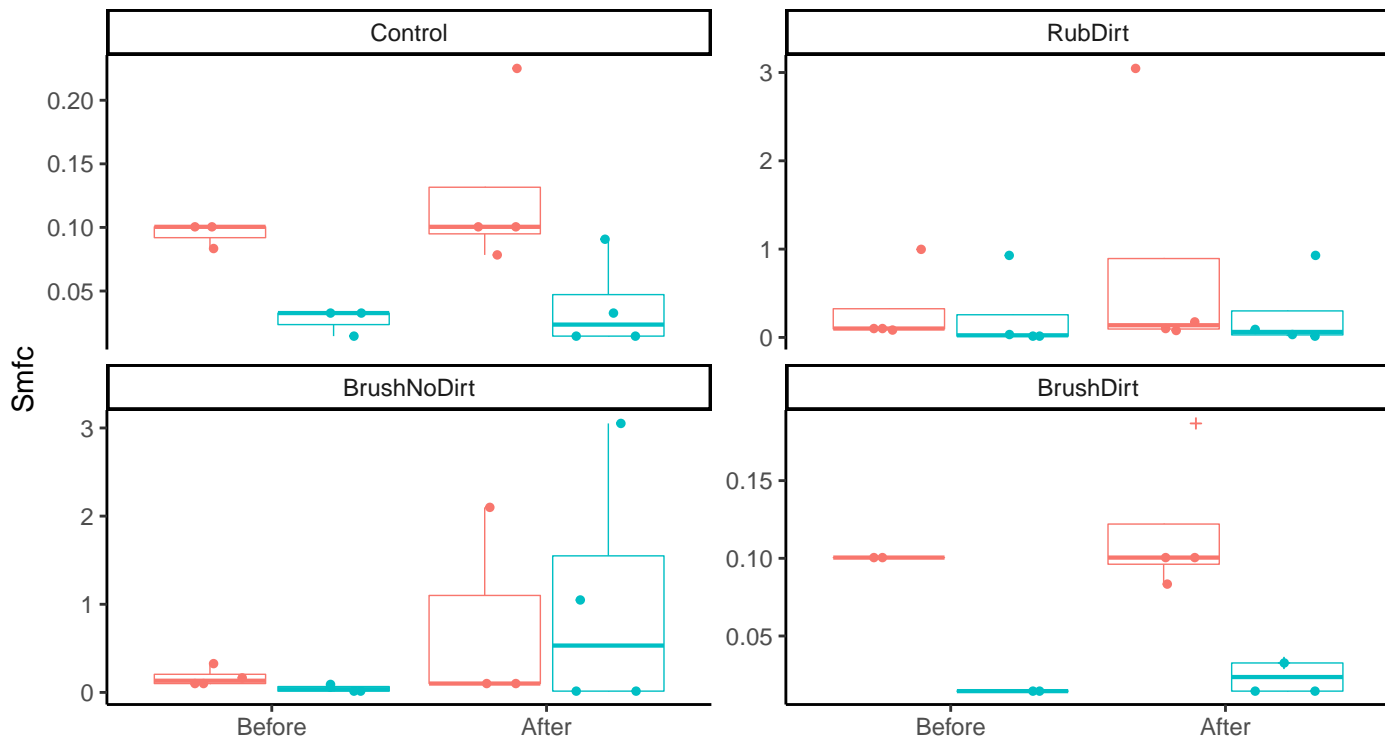 Control
RubDirt
0.20
0.15
0.10
0.05
3
2
1
0
Smfc
BrushNoDirt
BrushDirt
3
2
1
0
0.15
0.10
0.05
Before
After
Before
After